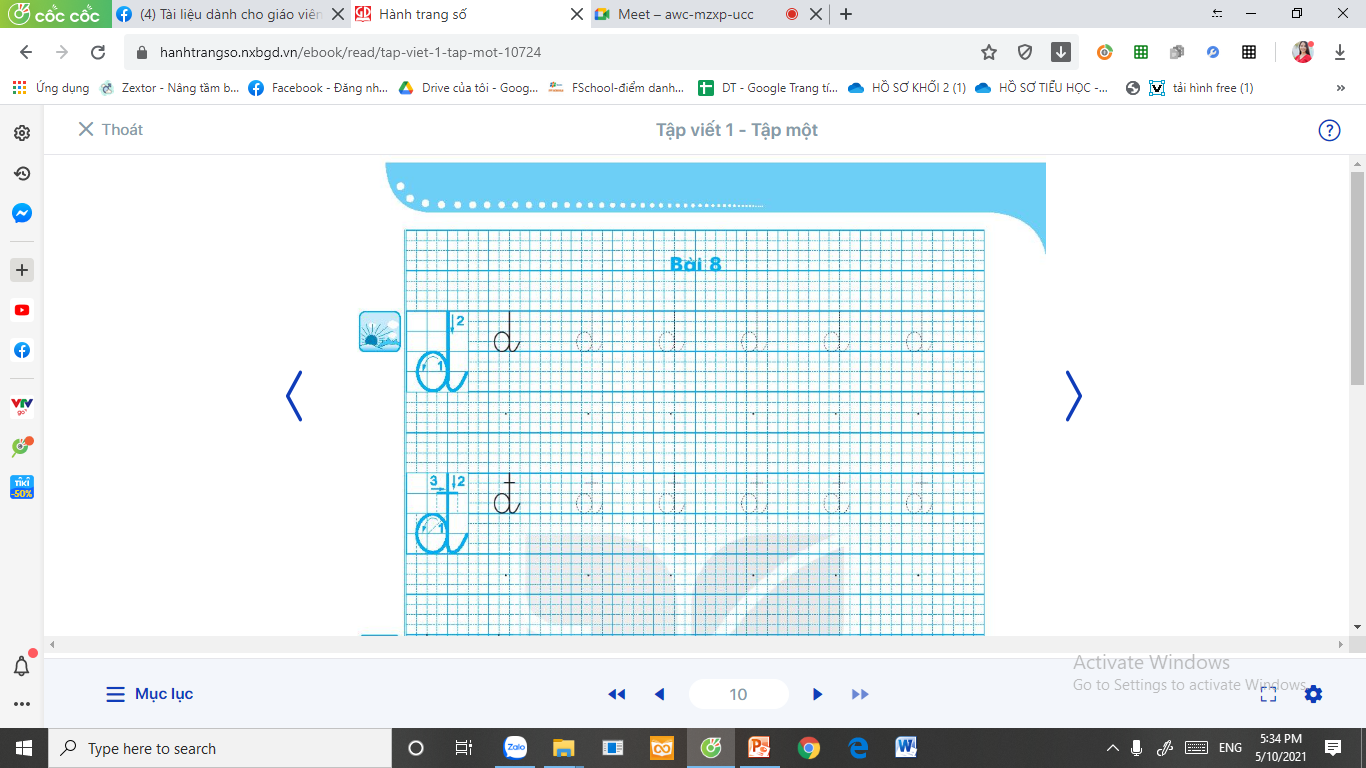 cốc cốc
(4) Tài liệu dành cho giáo viên
Hành trang số
Meet – awc-mzxp-ucc
hanhtrangso.nxbgd.vn/ebook/read/tap-viet-1-tap-mot-10724
Ứng dụng
Zextor - Nâng tầm b...
Facebook - Đăng nh...
Drive của tôi - Goog...
FSchool-điểm danh...
DT - Google Trang tí...
HỒ SƠ KHỐI 2 (1)
HỒ SƠ TIỂU HỌC -...
tải hình free (1)
Thoát
Tập viết 1 - Tập một
Bài 8
d 1 2
d d d d d d
đ 1 2 3
đ đ đ đ đ đ
VTV go
TIKI
-50%
Activate Windows
Go to Settings to activate Windows.
Mục lục
10
Type here to search
Zalo
ENG
5:34 PM
5/10/2021